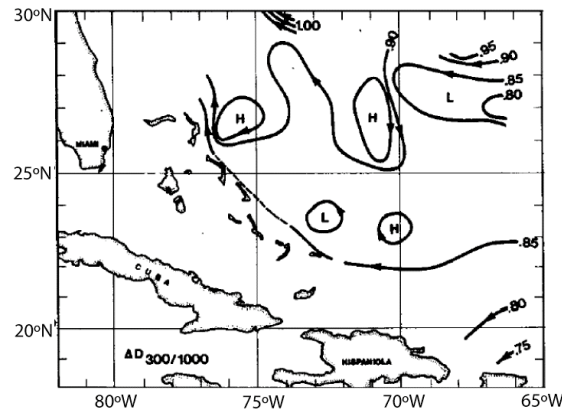 30°N
1.00
.80
.95
.90
.85
.80
H
H
L
MIAMI
25°N
L
H
.85
CUBA
.80
20°N
ΔD300/1000
HISPANIOLA
.75
80°W
75°W
70°W
65°W